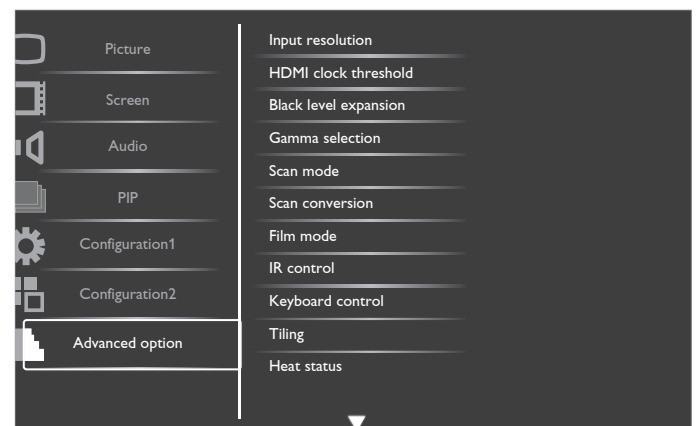 Picture
Screen
Audio
PIP
Configuration1
Configuration2
Advanced option
Input resolution
HDMI clock threshold
Black level expansion
Gamma selection
Scan mode
Scan conversion
Film mode
IR control
Keyboard control
Tiling
Heat status